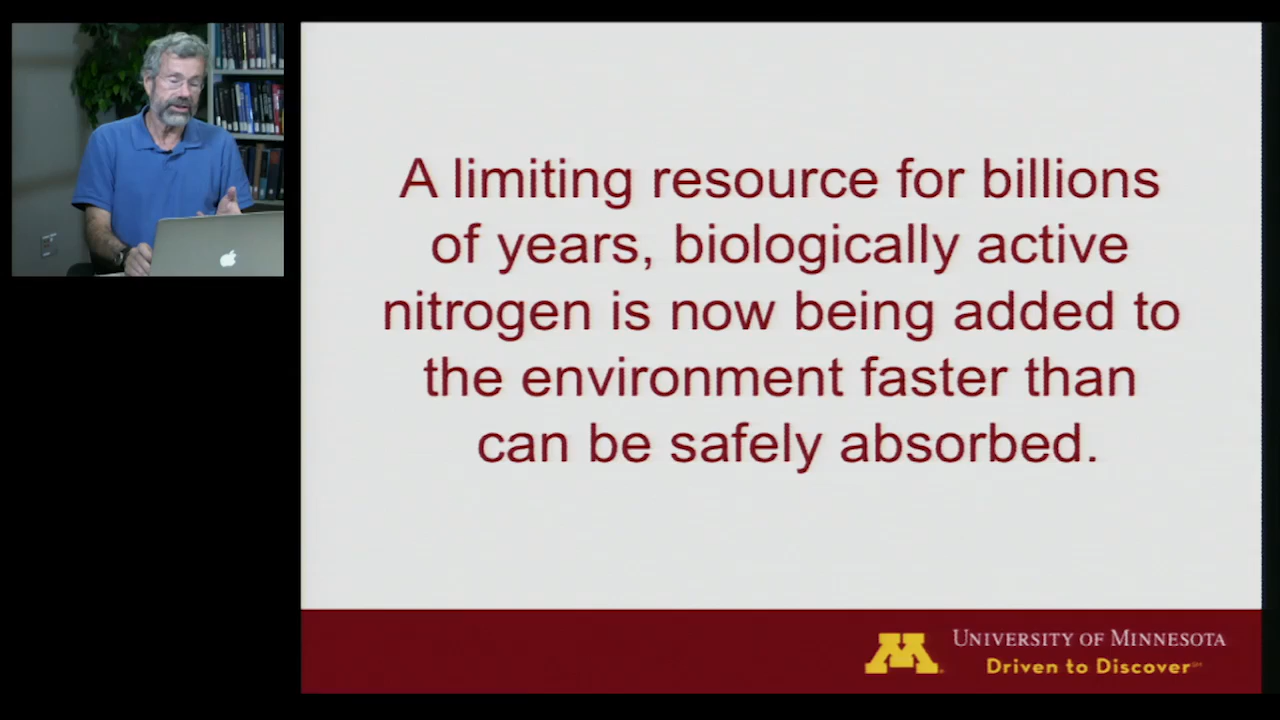 A limiting resource for billions
of years, biologically active
nitrogen is now being added to
the environment faster than
can be safely absorbed.
M
UNIVERSITY OF MINNESOTA
Driven to Discover